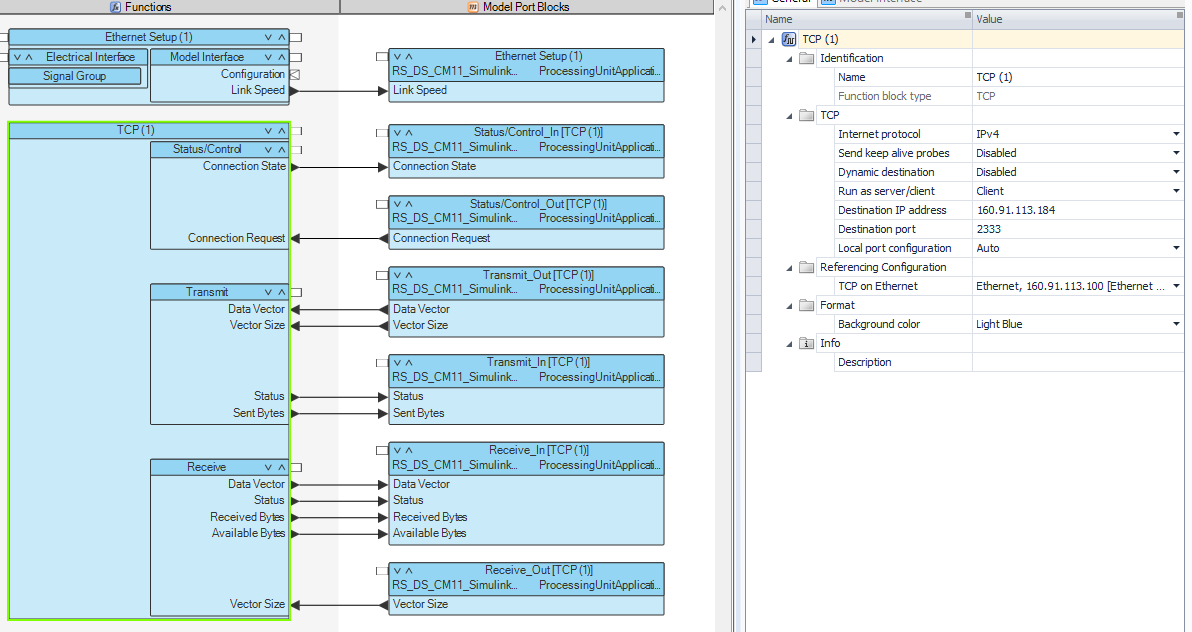 Functions
Model Port Blocks
Ethernet Setup (1)
Electrical Interface
Model Interface
Signal Group
Configuration
Link Speed
Ethernet Setup (1)
RS_DS_CM11_Simulink... ProcessingUnitApplicati...
Link Speed
TCP (1)
Status/Control
Connection State
Connection Request
Status/Control_In [TCP (1)]
RS_DS_CM11_Simulink... ProcessingUnitApplicati...
Connection State
Status/Control_Out [TCP (1)]
RS_DS_CM11_Simulink... ProcessingUnitApplicati...
Connection Request
Transmit
Data Vector
Vector Size
Status
Sent Bytes
Transmit_Out [TCP (1)]
RS_DS_CM11_Simulink... ProcessingUnitApplicati...
Data Vector
Vector Size
Transmit_In [TCP (1)]
RS_DS_CM11_Simulink... ProcessingUnitApplicati...
Status
Sent Bytes
Receive
Data Vector
Status
Received Bytes
Available Bytes
Vector Size
Receive_In [TCP (1)]
RS_DS_CM11_Simulink... ProcessingUnitApplicati...
Data Vector
Status
Received Bytes
Available Bytes
Receive_Out [TCP (1)]
RS_DS_CM11_Simulink... ProcessingUnitApplicati...
Vector Size
General
Model Interface
Name Value
TCP (1)
Identification
Name TCP (1)
Function block type TCP
TCP
Internet protocol IPv4
Send keep alive probes Disabled
Dynamic destination Disabled
Run as server/client Client
Destination IP address 160.91.113.184
Destination port 2333
Local port configuration Auto
Referencing Configuration
TCP on Ethernet Ethernet, 160.91.113.100 [Ethernet ...
Format
Background color Light Blue
Info
Description